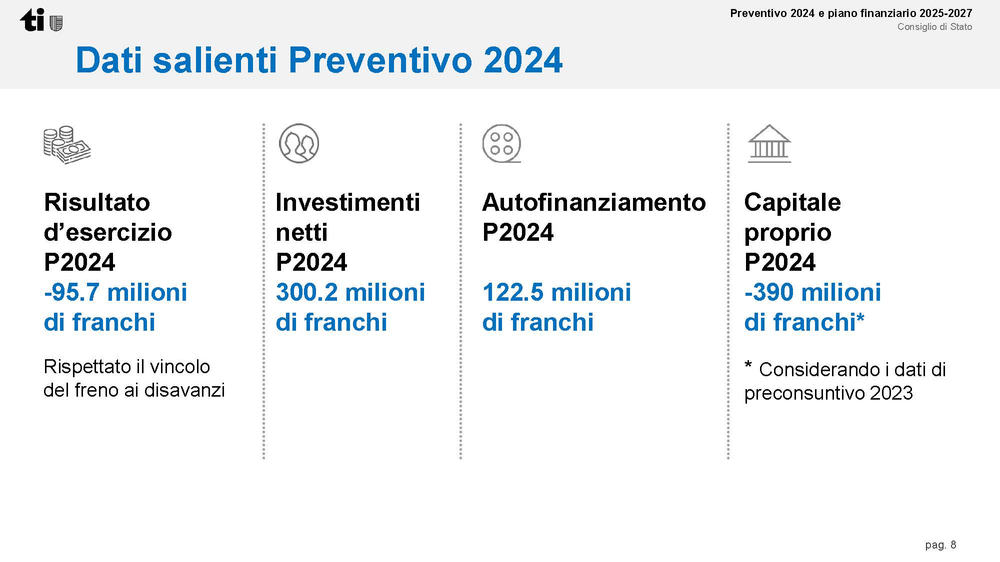 ti
Preventivo 2024 e piano finanziario 2025-2027
Consiglio di Stato
Dati salienti Preventivo 2024
Risultato
d’esercizio
P2024
-95.7 milioni
di franchi
Rispettato il vincolo
del freno ai disavanzi
Investimenti
netti
P2024
300.2 milioni
di franchi
Autofinanziamento
P2024
122.5 milioni
di franchi
Capitale
proprio
P2024
-390 milioni
di franchi*
* Considerando i dati di
preconsuntivo 2023
pag. 8